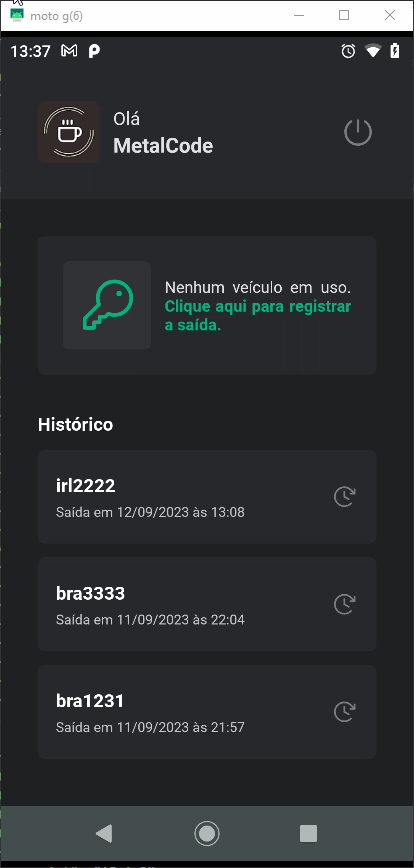 moto g(6)
13:37
Olá
MetalCode
Nenhum veículo em uso.
Clique aqui para registrar
a saída.
Histórico
irl2222
Saída em 12/09/2023 às 13:08
bra3333
Saída em 11/09/2023 às 22:04
bra1231
Saída em 11/09/2023 às 21:57